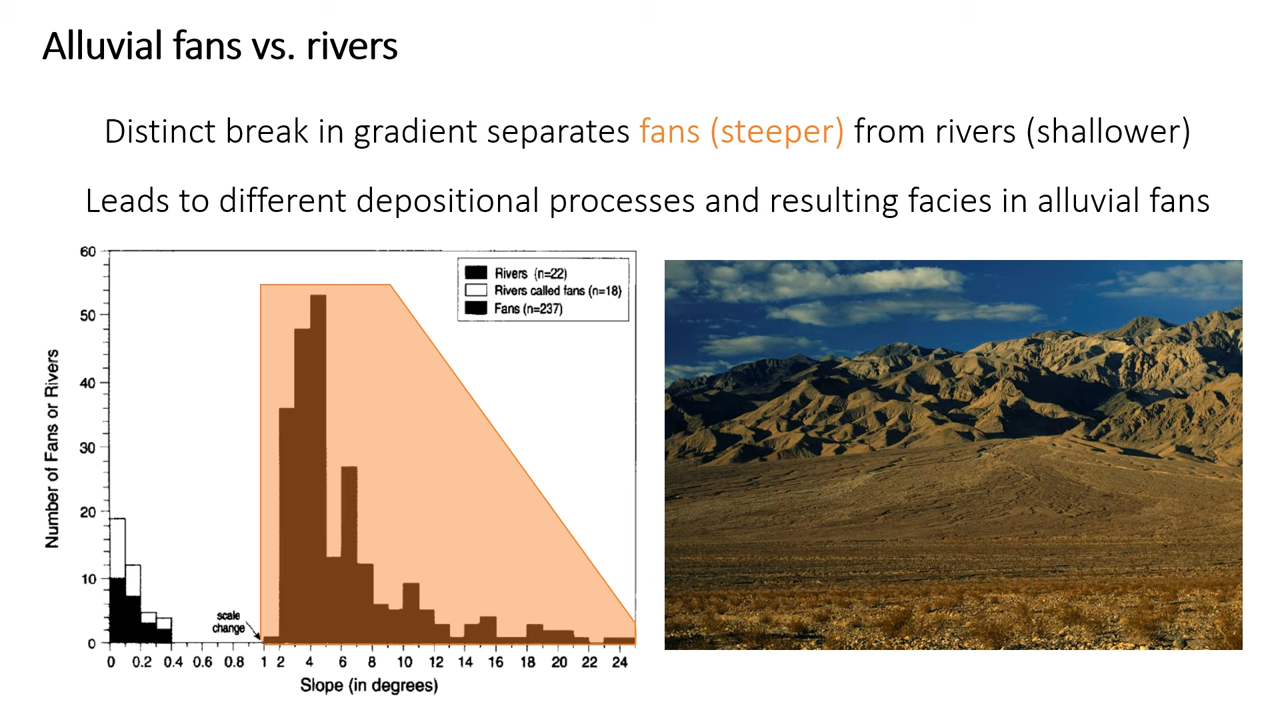 Alluvial fans vs. rivers
Distinct break in gradient separates fans (steeper) from rivers (shallower)
Leads to different depositional processes and resulting facies in alluvial fans
60
50
40
30
20
10
0
Number of Fans or Rivers
Rivers (n=22)
Rivers called fans (n=18)
Fans (n=237)
scale
change
0 0.2 0.4 0.6 0.8 1 2 4 6 8 10 12 14 16 18 20 22 24
Slope (in degrees)